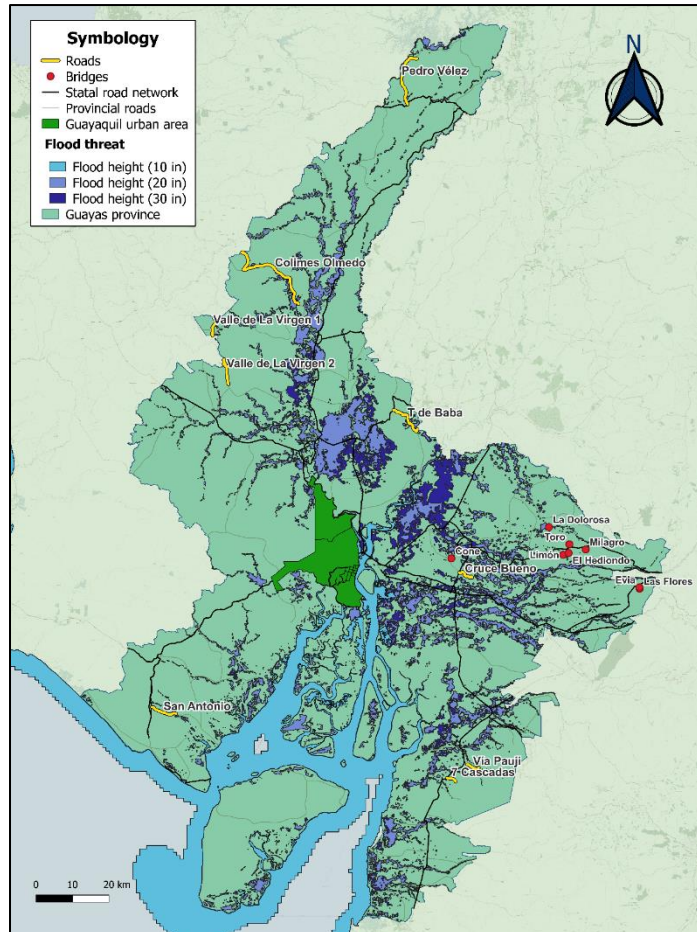 Symbology
Roads
Bridges
Statal road network
Provincial roads
Guayaquil urban area
Flood threat
Flood height (10 in)
Flood height (20 in)
Flood height (30 in)
Guayas province
N
Pedro Vélez
Colimes Olmedo
Valle de La Virgen 1
Valle de La Virgen 2
T de Baba
La Dolorosa
Toro
Milagro
Limón
El Hediondo
Cone
Cruce Bueno
Evia
Las Flores
San Antonio
Via Pauji
7 Cascadas
0 10 20 km